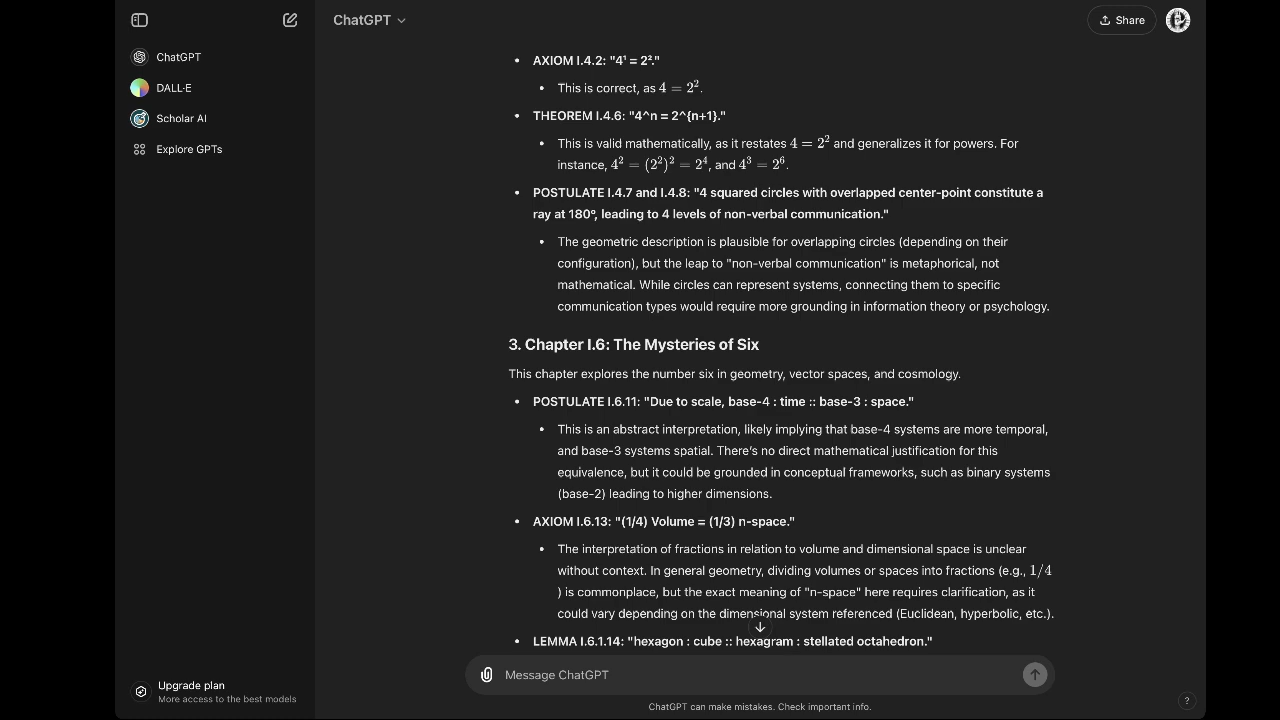 ChatGPT
Share
ChatGPT
DALL·E
Scholar AI
Explore GPTs
• AXIOM I.4.2: "4¹ = 2²."
• This is correct, as 4 = 2².
• THEOREM I.4.6: "4^n = 2^{n+1}."
• This is valid mathematically, as it restates 4 = 2² and generalizes it for powers. For
instance, 4² = (2²)² = 2⁴, and 4³ = 2⁶.
• POSTULATE I.4.7 and I.4.8: "4 squared circles with overlapped center-point constitute a
ray at 180º, leading to 4 levels of non-verbal communication."
• The geometric description is plausible for overlapping circles (depending on their
configuration), but the leap to "non-verbal communication" is metaphorical, not
mathematical. While circles can represent systems, connecting them to specific
communication types would require more grounding in information theory or psychology.
3. Chapter I.6: The Mysteries of Six
This chapter explores the number six in geometry, vector spaces, and cosmology.
• POSTULATE I.6.11: "Due to scale, base-4 : time :: base-3 : space."
• This is an abstract interpretation, likely implying that base-4 systems are more temporal,
and base-3 systems spatial. There's no direct mathematical justification for this
equivalence, but it could be grounded in conceptual frameworks, such as binary systems
(base-2) leading to higher dimensions.
• AXIOM I.6.13: "(1/4) Volume = (1/3) n-space."
• The interpretation of fractions in relation to volume and dimensional space is unclear
without context. In general geometry, dividing volumes or spaces into fractions (e.g., 1/4
) is commonplace, but the exact meaning of "n-space" here requires clarification, as it
could vary depending on the dimensional system referenced (Euclidean, hyperbolic, etc.).
• LEMMA I.6.1.14: "hexagon : cube :: hexagram : stellated octahedron."
Message ChatGPT
Upgrade plan
More access to the best models
ChatGPT can make mistakes. Check important info.
?